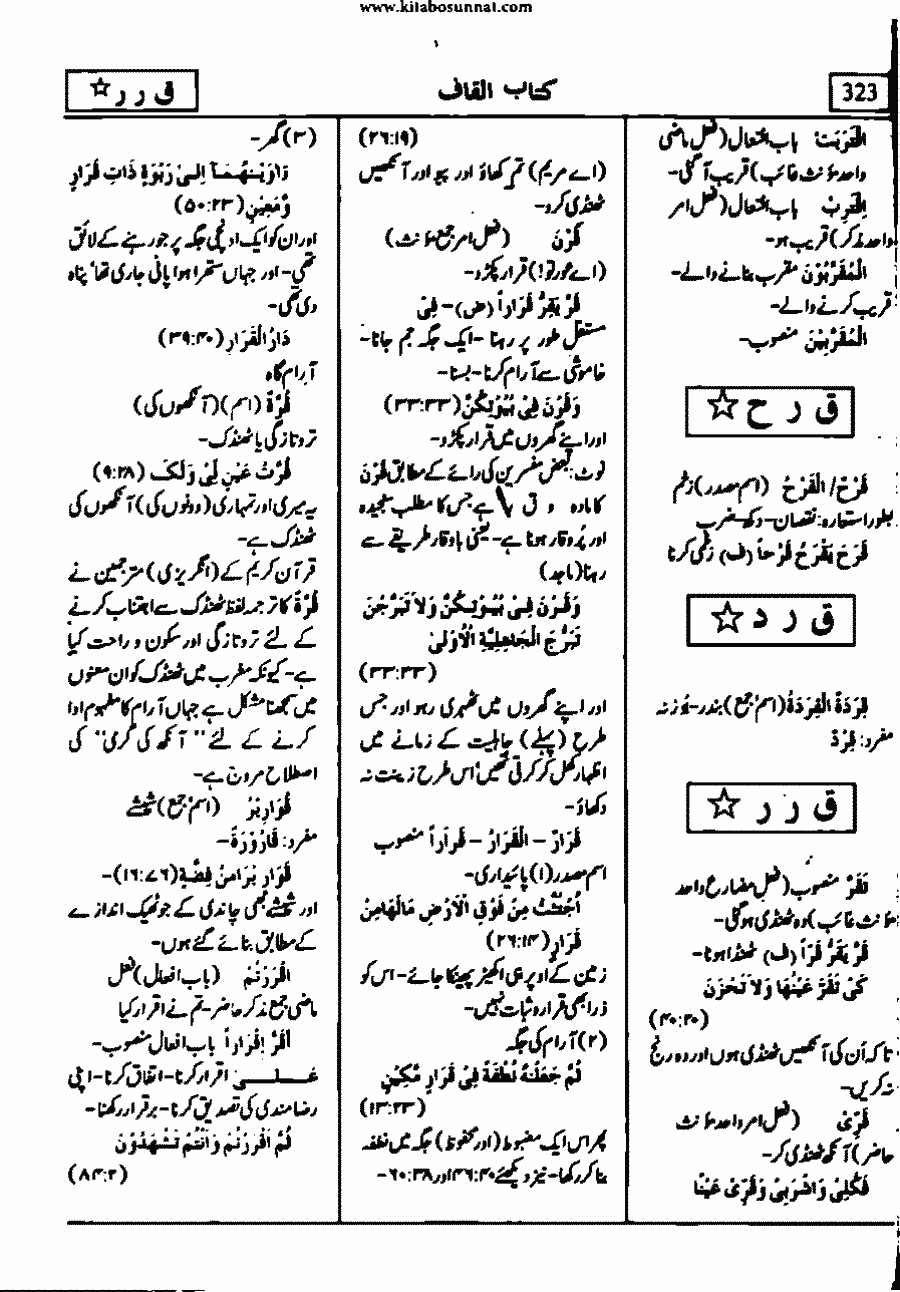 www.kitabosunnat.com
323
کتاب القاف
ق ر ر ☆
اِقْتَرَبَتْ: باب افتعال (فعل ماضی
واحد مؤنث غائب) قریب آ گئی-
اِقْتَرِبْ باب افتعال (فعل امر
واحد مذکر) قریب ہو-
الْمُقَرَّبُوْنَ مقرب بنانے والے-
قریب کرنے والے-
الْمُقَرَّبِيْنَ منصوب-
ق ر ح ☆
قَرْحٌ/ اَلْقَرْحُ (اسم مصدر) زخم
بطور استعارہ: نقصان- دکھ- ضرب
قَرَحَ يَقْرَحُ قَرْحاً (ف) زخمی کرنا
ق ر د ☆
قِرَدَةٌ الْقِرَدَةُ (اسم جمع) بندر- بُوزنہ
مفرد: قِرْدٌ
ق ر ر ☆
تَقَرَّ منصوب (فعل مضارع واحد
مؤنث غائب) وہ ٹھنڈی ہوگئی-
قَرَّ يَقَرُّ قَرّاً (ف) ٹھنڈا ہونا-
كَىْ تَقَرَّ عَيْنُهَا وَلَا تَحْزَنَ
(۴۰:۲۰)
تاکہ اُن کی آنکھیں ٹھنڈی ہوں اور وہ رنج
نہ کریں-
قَرِّىْ (فعل امر واحد مؤنث
حاضر) آنکھ ٹھنڈی کر-
فَكُلِىْ وَاشْرَبِىْ وَقَرِّىْ عَيْنًا
(۲۶:۱۹)
(اے مریم) تم کھاؤ اور پیو اور آنکھیں
ٹھنڈی کرو-
قَرْنَ (فعل امر جمع مؤنث)
(اے عورتو!) قرار پکڑو-
قَرَّ يَقِرُّ قَرَاراً (ض)- فِىْ
مستقل طور پر رہنا- ایک جگہ جم جانا-
خاموشی سے آرام کرنا- بسنا-
وَقَرْنَ فِىْ بُيُوْتِكُنَّ (۳۳:۳۳)
اور اپنے گھروں میں قرار پکڑو-
نوٹ: بعض مفسرین کی رائے کے مطابق قَرْنَ
کا مادہ و ق ر ہے جس کا مطلب سنجیدہ
اور پُروقار ہونا ہے- یعنی باوقار طریقے سے
رہنا (ماجد)
وَقَرْنَ فِىْ بُيُوْتِكُنَّ وَلَا تَبَرَّجْنَ
تَبَرُّجَ الْجَاهِلِيَّةِ الْاُوْلىٰ
(۳۳:۳۳)
اور اپنے گھروں میں ٹھہری رہو اور جس
طرح (پہلے) جاہلیت کے زمانے میں
اظہار تجمل کرتی تھیں اُس طرح زینت نہ
دکھاؤ-
قَرَارٌ- اَلْقَرَارُ- قَرَاراً منصوب
اسم مصدر (۱) پائیداری-
اُجْتُثَّتْ مِنْ فَوْقِ الْاَرْضِ مَالَهَا مِنْ
قَرَارٍ (۲۶:۱۴)
زمین کے اوپر ہی اکھیڑ پھینکا جائے- اس کو
ذرا بھی قرار و ثبات نہیں-
(۲) آرام کی جگہ
ثُمَّ جَعَلْنٰهُ نُطْفَةً فِىْ قَرَارٍ مَّكِيْنٍ
(۱۳:۲۳)
پھر اس ایک مضبوط (اور محفوظ) جگہ میں نطفہ
بنا کر رکھا- نیز دیکھئے ۴۶:۴۰ اور ۶۰:۳۸-
(۳) گھر-
وَاٰوَيْنٰهُمَآ اِلىٰ رَبْوَةٍ ذَاتِ قَرَارٍ
وَّمَعِيْنٍ (۵۰:۲۳)
اور ان کو ایک اونچی جگہ پر جو رہنے کے لائق
تھی- اور جہاں ستھرا ہوا پانی جاری تھا' پناہ
دی تھی-
دَارُ الْقَرَارِ (۳۹:۴۰)
آرام گاہ
قُرَّةٌ (اسم) (آنکھوں کی)
تروتازگی یا ٹھنڈک-
قُرَّتُ عَيْنٍ لِّىْ وَلَكَ (۹:۲۸)
یہ میری اور تمہاری (دونوں کی) آنکھوں کی
ٹھنڈک ہے-
قرآن کریم کے (انگریزی) مترجمین نے
قُرَّةٌ کا ترجمہ لفظ ٹھنڈک سے اجتناب کرنے
کے لئے تروتازگی اور سکون و راحت کیا
ہے- کیونکہ مغرب میں ٹھنڈک کو ان معنوں
میں سمجھنا مشکل ہے جہاں آرام کا مفہوم ادا
کرنے کے لئے "آنکھ کی گرمی" کی
اصطلاح مروج ہے-
قَوَارِيْرَ (اسم جمع) شیشے
مفرد: قَارُوْرَةٌ-
قَوَارِيْرَا مِنْ فِضَّةٍ (۱۶:۷۶)-
اور شیشے بھی چاندی کے جو ٹھیک اندازے
کے مطابق بنائے گئے ہوں-
اَقْرَرْتُمْ (باب افعال) فعل
ماضی جمع مذکر حاضر- تم نے اقرار کیا
اَقَرَّ اِقْرَاراً باب افعال منصوب-
عَلىٰ اقرار کرنا- اتفاق کرنا- اپنی
رضامندی کی تصدیق کرنا- برقرار رکھنا-
ثُمَّ اَقْرَرْتُمْ وَاَنْتُمْ تَشْهَدُوْنَ
(۸۴:۲)